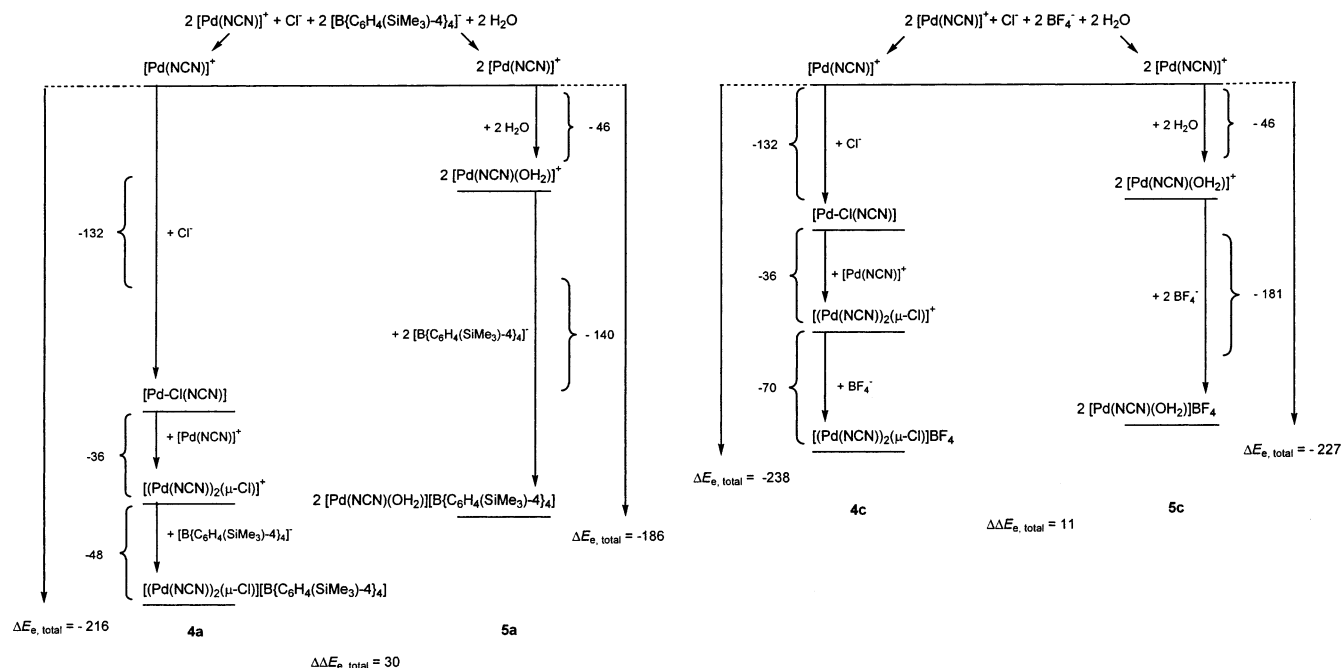 2 [Pd(NCN)]⁺ + Cl⁻ + 2 [B{C₆H₄(SiMe₃)-4}₄]⁻ + 2 H₂O
[Pd(NCN)]⁺
2 [Pd(NCN)]⁺
+ 2 H₂O
- 46
2 [Pd(NCN)(OH₂)]⁺
-132
+ Cl⁻
+ 2 [B{C₆H₄(SiMe₃)-4}₄]⁻
- 140
[Pd-Cl(NCN)]
-36
+ [Pd(NCN)]⁺
[(Pd(NCN))₂(μ-Cl)]⁺
2 [Pd(NCN)(OH₂)][B{C₆H₄(SiMe₃)-4}₄]
-48
+ [B{C₆H₄(SiMe₃)-4}₄]⁻
ΔEₑ, total = -186
[(Pd(NCN))₂(μ-Cl)][B{C₆H₄(SiMe₃)-4}₄]
ΔEₑ, total = - 216
4a
5a
ΔΔEₑ, total = 30
2 [Pd(NCN)]⁺+ Cl⁻ + 2 BF₄⁻ + 2 H₂O
[Pd(NCN)]⁺
2 [Pd(NCN)]⁺
-132
+ Cl⁻
+ 2 H₂O
- 46
2 [Pd(NCN)(OH₂)]⁺
[Pd-Cl(NCN)]
-36
+ [Pd(NCN)]⁺
+ 2 BF₄⁻
- 181
[(Pd(NCN))₂(μ-Cl)]⁺
-70
+ BF₄⁻
2 [Pd(NCN)(OH₂)]BF₄
[(Pd(NCN))₂(μ-Cl)]BF₄
ΔEₑ, total = - 227
ΔEₑ, total = -238
4c
5c
ΔΔEₑ, total = 11